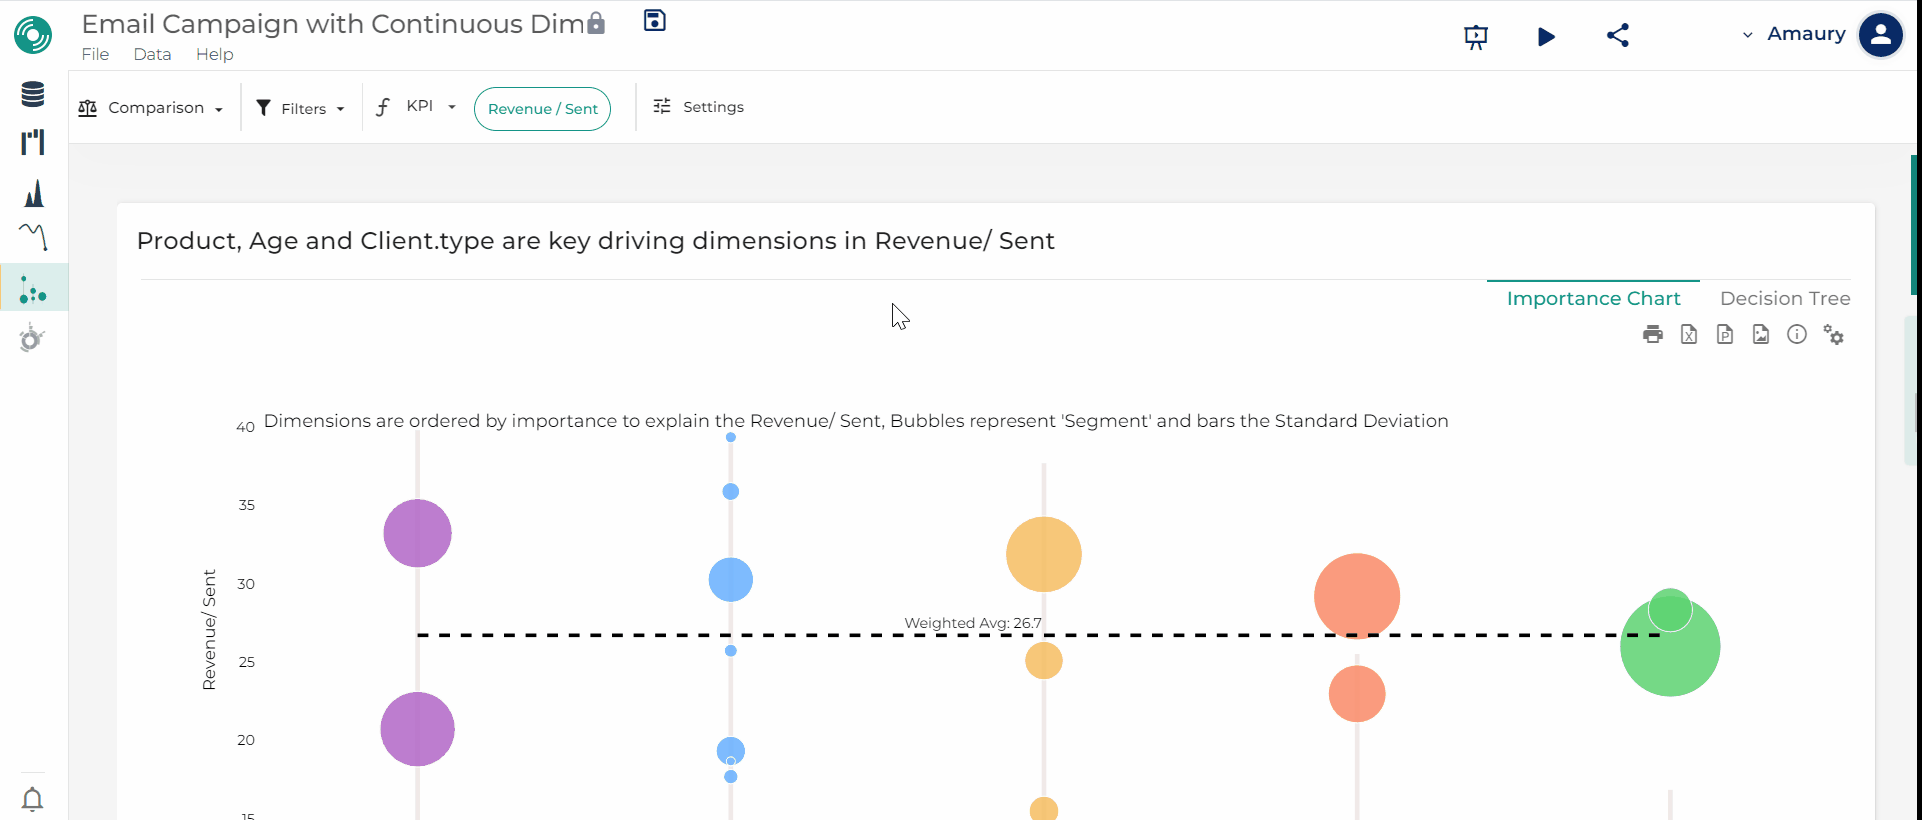 Email Campaign with Continuous Dim
File Data Help
Amaury
Comparison
Filters
KPI
Revenue / Sent
Settings
Product, Age and Client.type are key driving dimensions in Revenue/ Sent
Importance Chart
Decision Tree
Dimensions are ordered by importance to explain the Revenue/ Sent, Bubbles represent 'Segment' and bars the Standard Deviation
40
35
30
25
20
15
Revenue/ Sent
Weighted Avg: 26.7